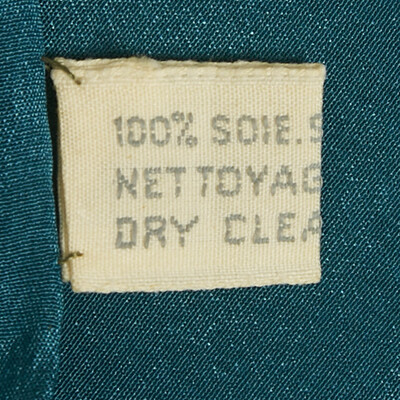 100% SOIE. S
NETTOYAG
DRY CLEA